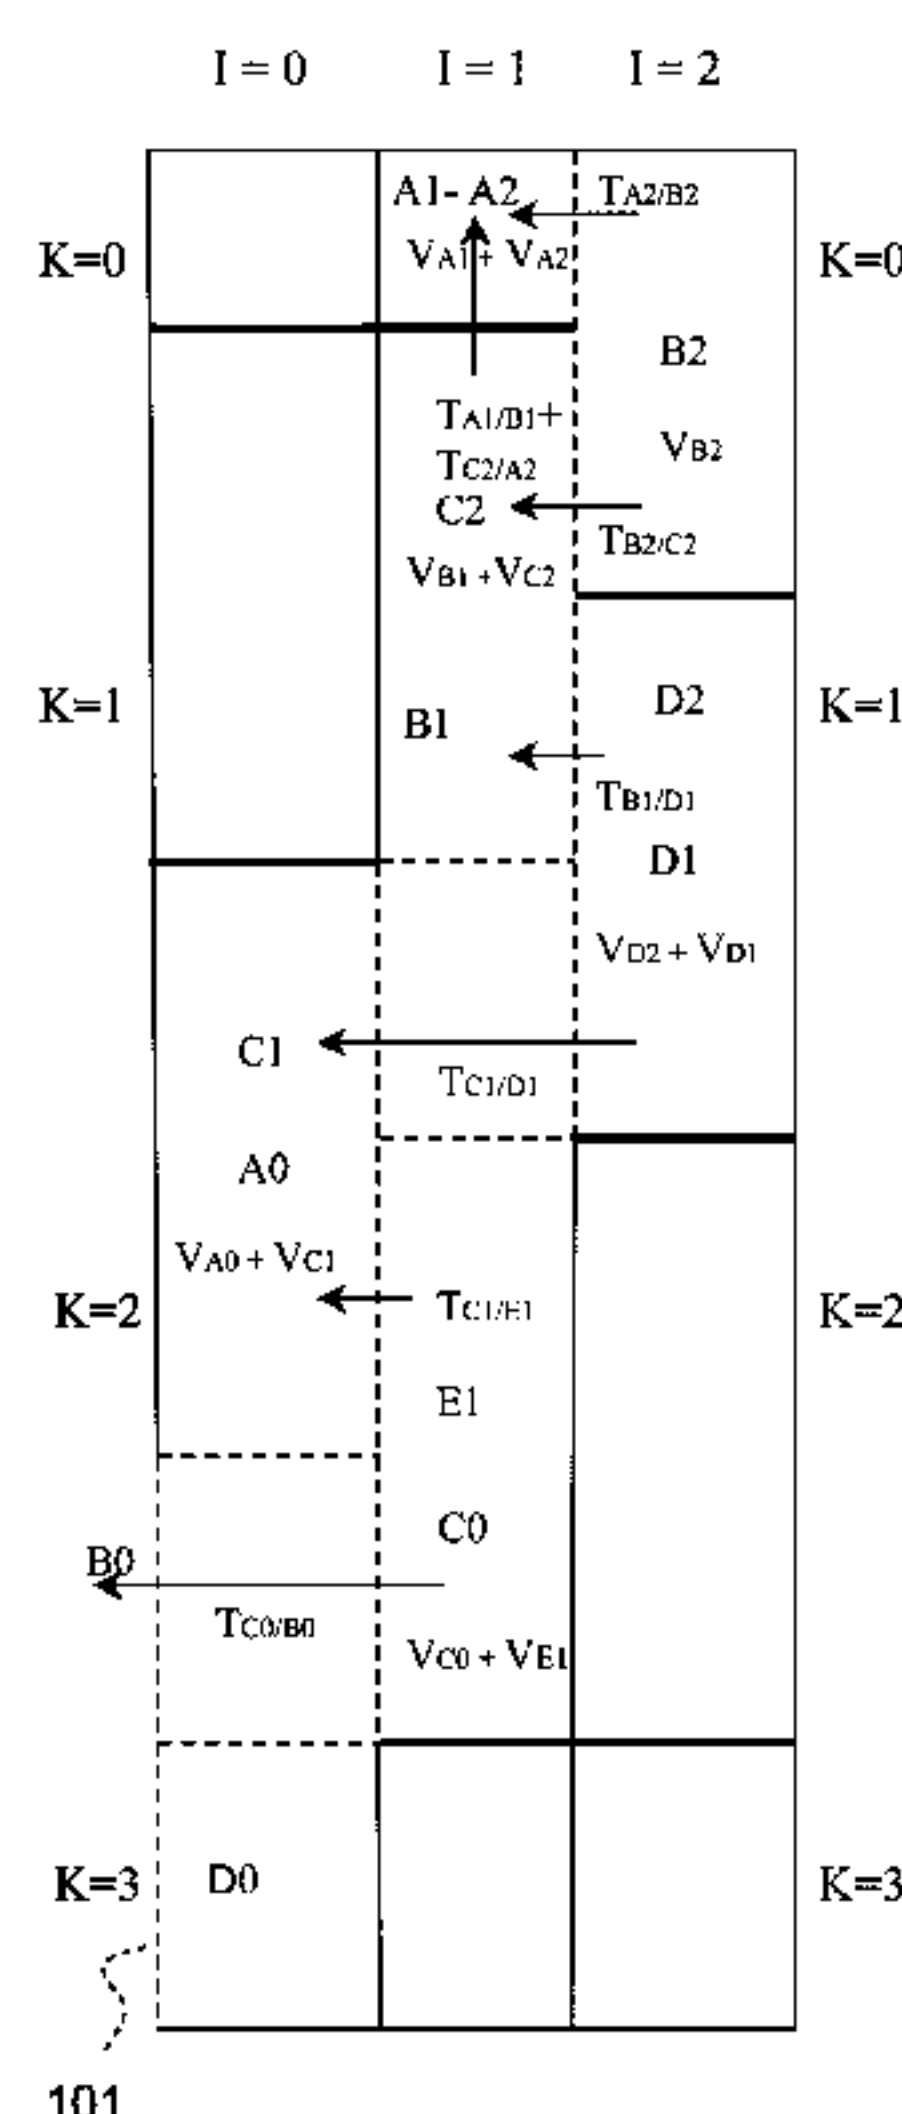 I = 0 I = 1 I = 2
A1- A2 TA2/B2
K=0 VA1 + VA2 K=0
B2
TA1/B1+
VB2
TC2/A2
C2
TB2/C2
VB1 +VC2
K=1 D2 K=1
B1
TB1/D1
D1
VD2 + VD1
C1
TC1/D1
A0
VA0 + VC1
K=2 TC1/E1 K=2
E1
C0
B0
TC0/B0
VC0 + VE1
K=3 D0 K=3
101